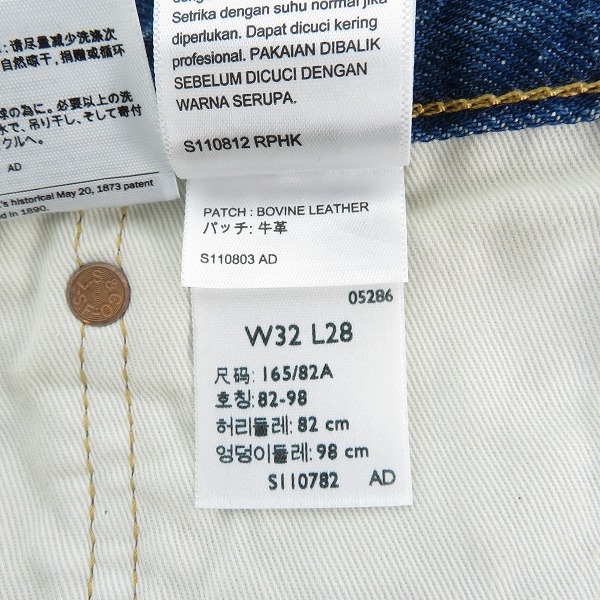 : 清尽量减少洗涤次
自然晾干, 捐赠或循环
球の為に。必要以上の洗
水で、吊り干し、そして寄付
クルへ。
AD
's historical May 20, 1873 patent
in 1890.
Setrika dengan suhu normal jika
diperlukan. Dapat dicuci kering
profesional. PAKAIAN DIBALIK
SEBELUM DICUCI DENGAN
WARNA SERUPA.
S110812 RPHK
PATCH : BOVINE LEATHER
パッチ: 牛革
S110803 AD
05286
W32 L28
尺码: 165/82A
호칭: 82-98
허리둘레: 82 cm
엉덩이둘레: 98 cm
S110782 AD